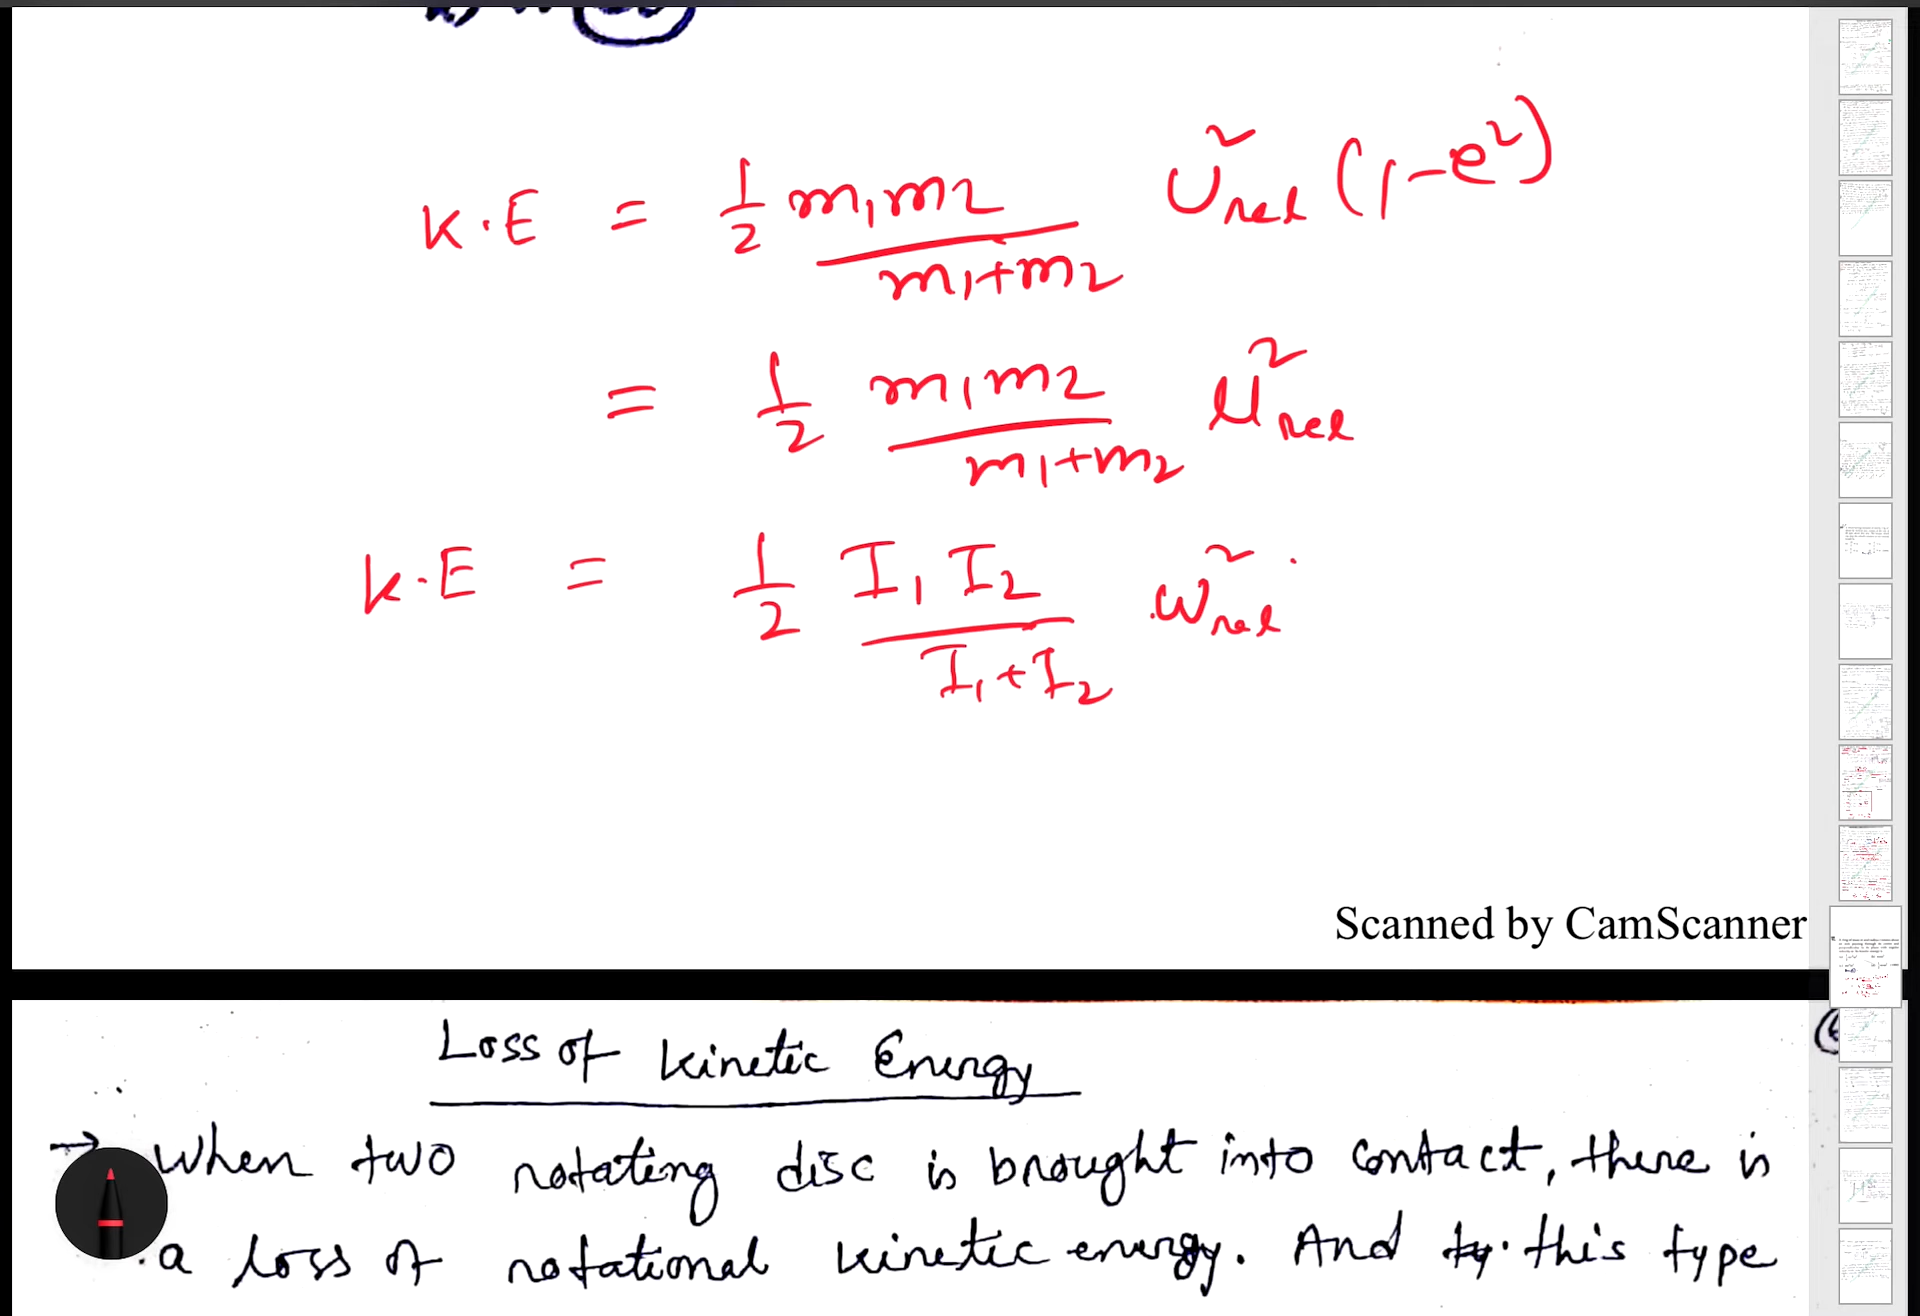 K.E = 1/2 m1m2/(m1+m2) U²rel (1-e²)
= 1/2 m1m2/(m1+m2) u²rel
K.E = 1/2 I1 I2/(I1+I2) ω²rel
Scanned by CamScanner
Loss of kinetic Energy
→ When two rotating disc is brought into contact, there is
a loss of rotational kinetic energy. And this type